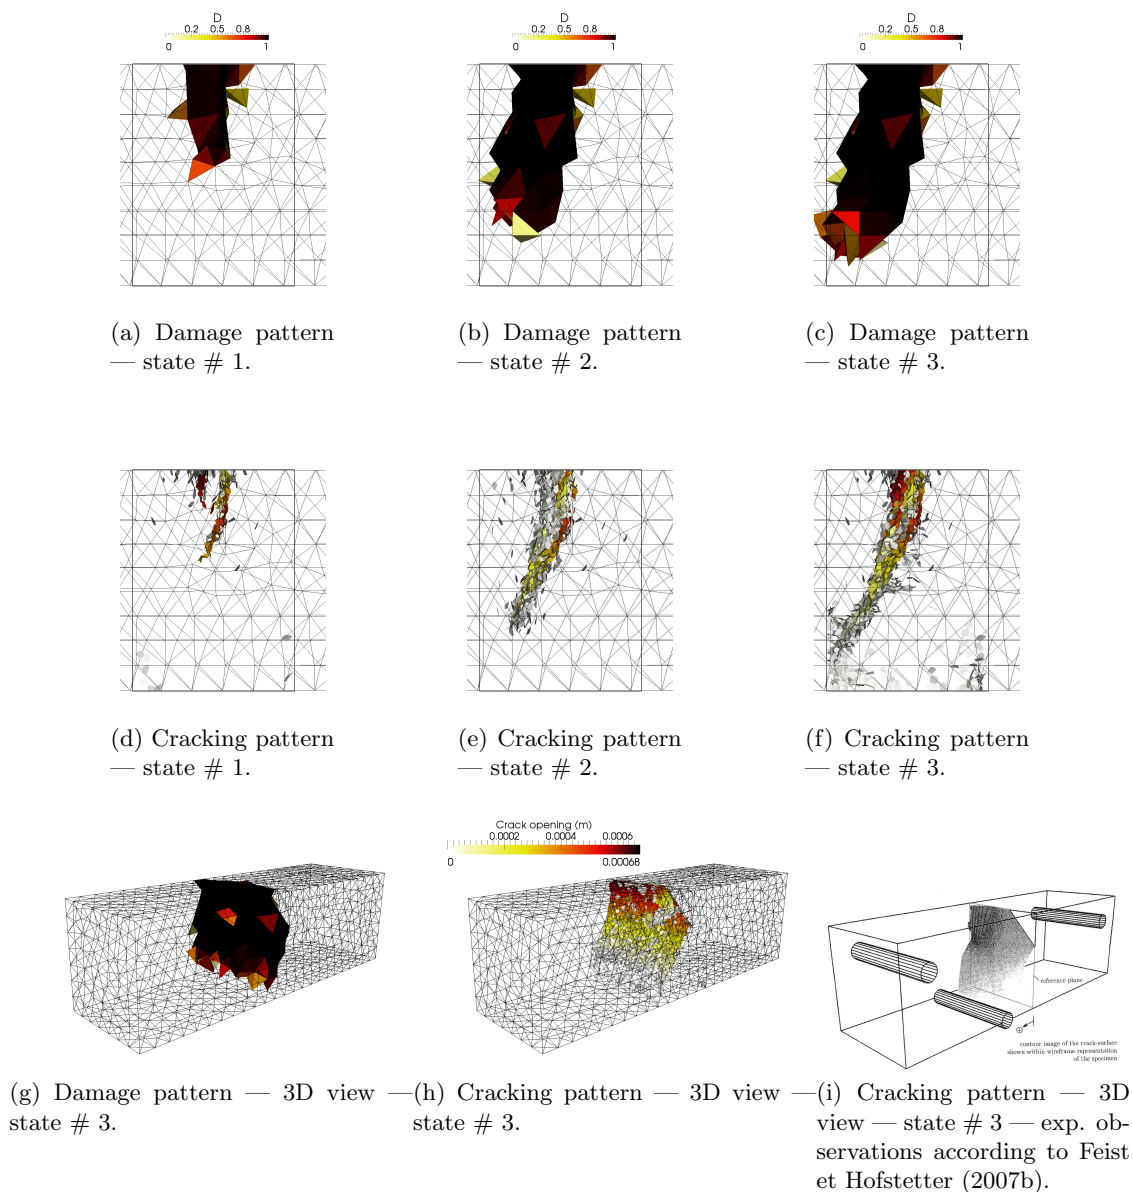 D
0.2 0.5 0.8
0 1
D
0.2 0.5 0.8
0 1
D
0.2 0.5 0.8
0 1
(a) Damage pattern
— state # 1.
(b) Damage pattern
— state # 2.
(c) Damage pattern
— state # 3.
(d) Cracking pattern
— state # 1.
(e) Cracking pattern
— state # 2.
(f) Cracking pattern
— state # 3.
Crack opening (m)
0.0002 0.0004 0.0006
0 0.00068
reference plane
contour image of the crack-surface
shown within wireframe representation
of the specimen
(g) Damage pattern — 3D view —
state # 3.
(h) Cracking pattern — 3D view —
state # 3.
(i) Cracking pattern — 3D
view — state # 3 — exp. ob-
servations according to Feist
et Hofstetter (2007b).